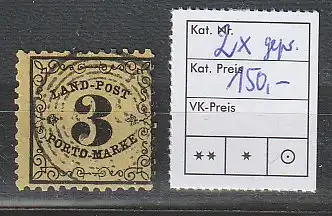 LAND-POST
3
PORTO-MARKE
Kat. Nr. 2x gepr.
Kat. Preis 150,-
VK-Preis
** * ⊙